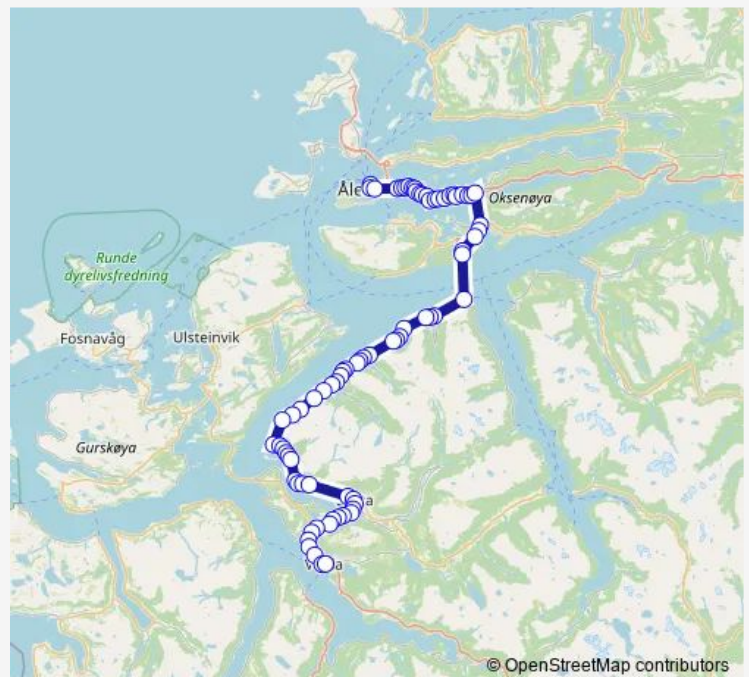 Oksenøya
Runde
dyrelivsfredning
Fosnavåg
Ulsteinvik
Gurskøya
© OpenStreetMap contributors